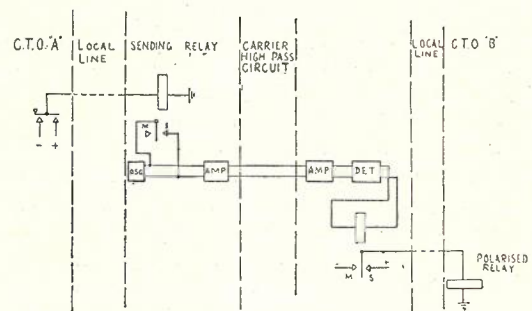 C.T.O. "A"
LOCAL
LINE
SENDING RELAY
CARRIER
HIGH PASS
CIRCUIT
LOCAL
LINE
C.T.O "B"
- +
M S
OSC
AMP
AMP
DET
- +
M S
POLARISED
RELAY